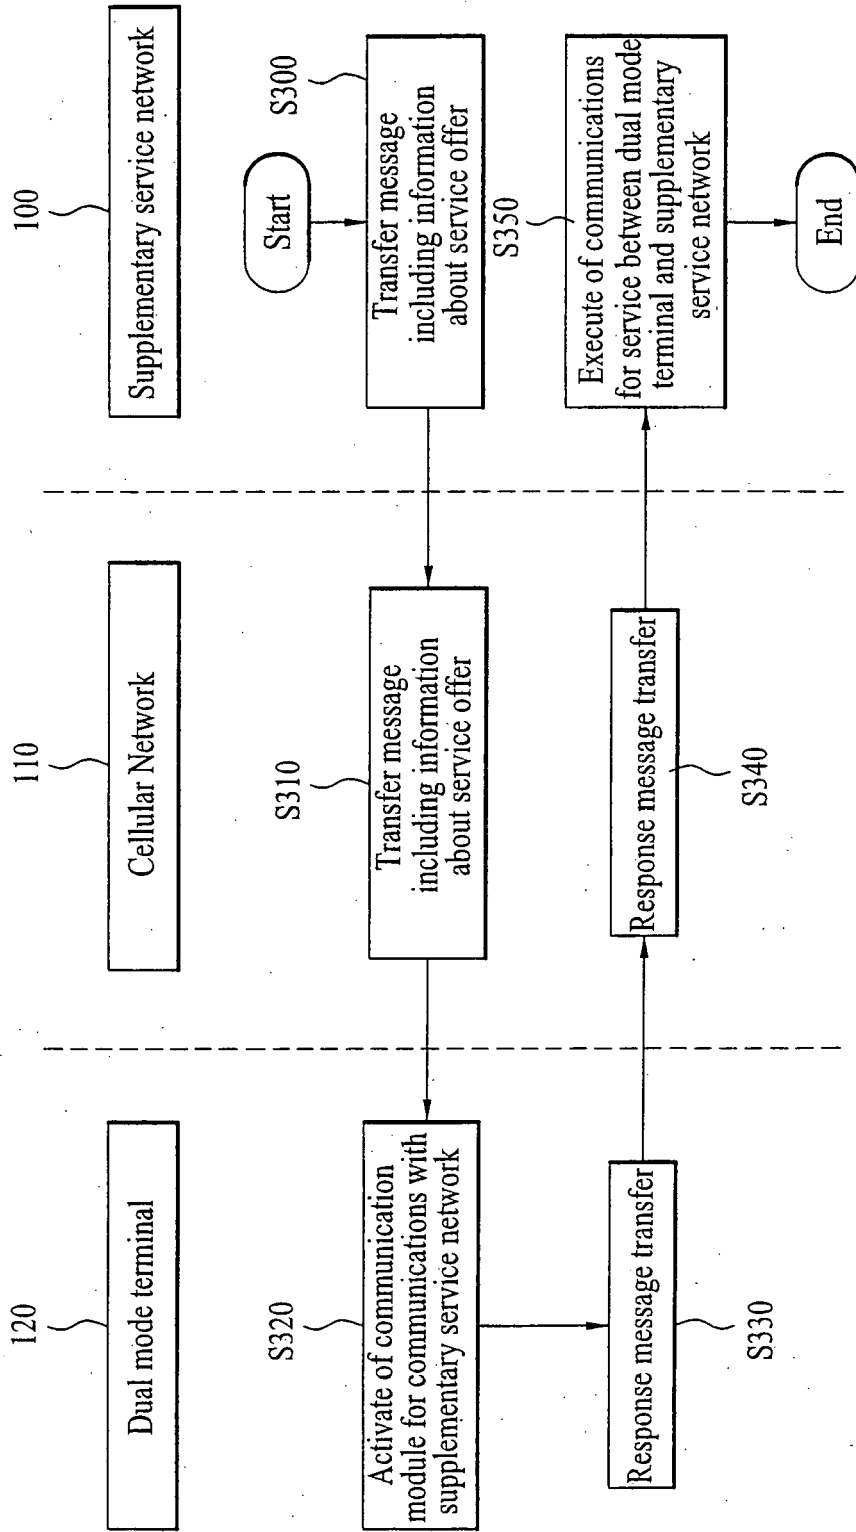 120
110
100
Dual mode terminal
Cellular Network
Supplementary service network
Start
S320
S310
S300
Activate of communication
module for communications with
supplementary service network
Transfer message
including information
about service offer
Transfer message
including information
about service offer
S350
Response message transfer
Response message transfer
Execute of communications
for service between dual mode
terminal and supplementary
service network
S330
S340
End